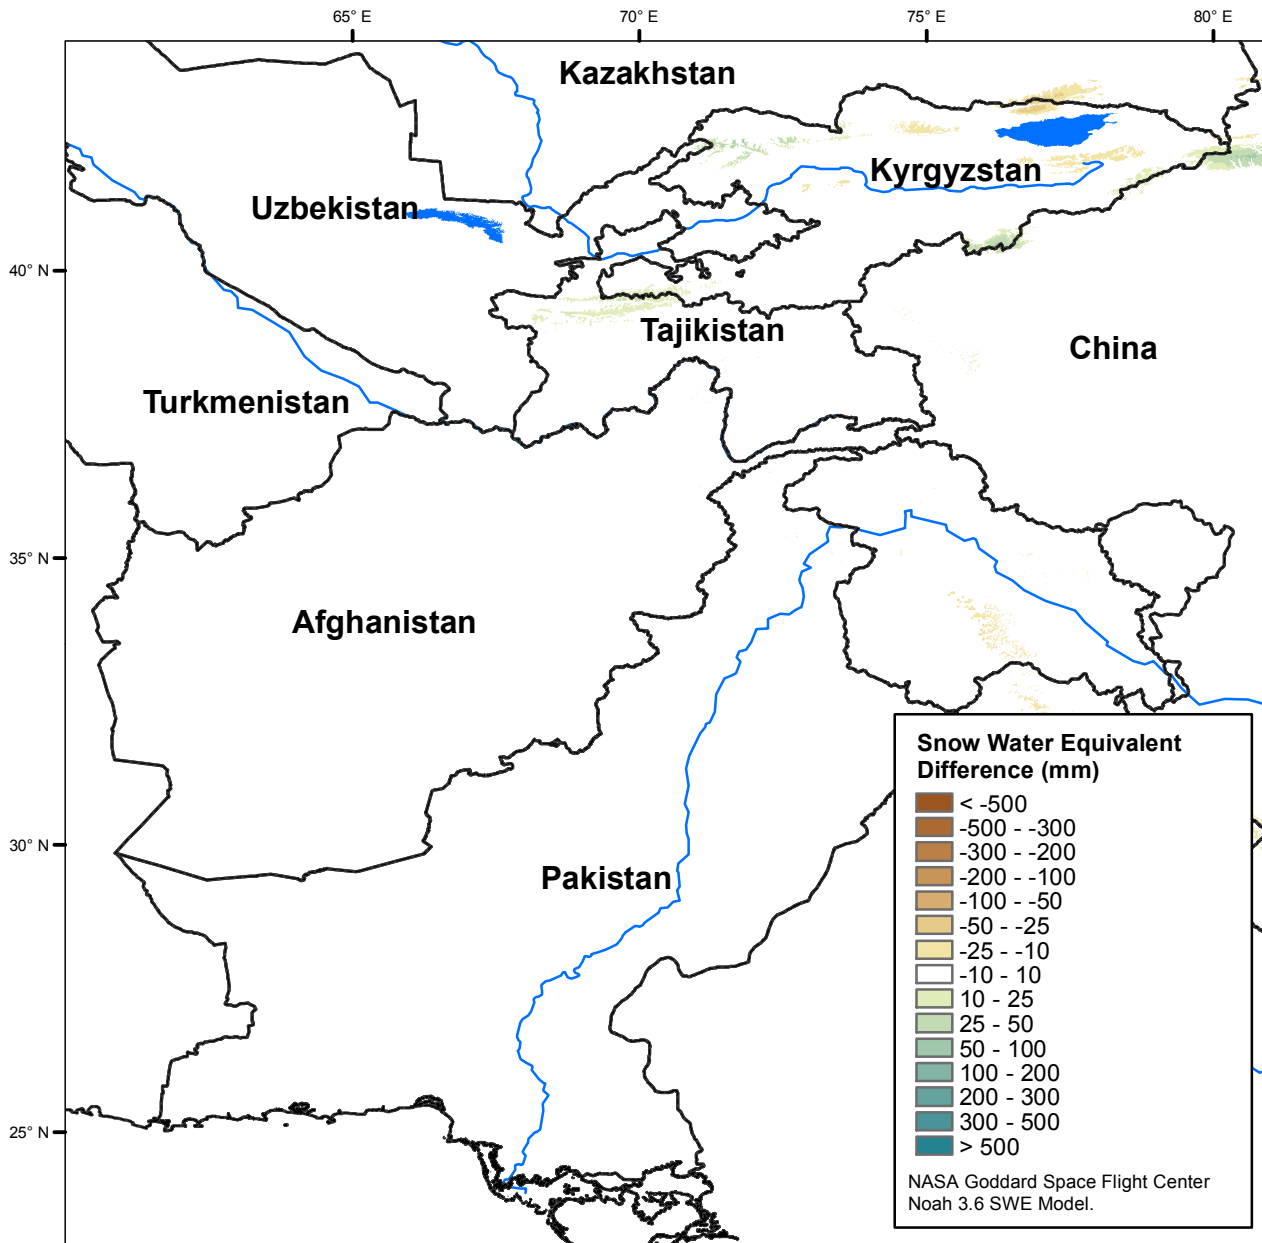 65° E
70° E
75° E
80° E
Kazakhstan
Kyrgyzstan
Uzbekistan
40° N
Tajikistan
China
Turkmenistan
35° N
Afghanistan
Snow Water Equivalent
Difference (mm)
< -500
-500 - -300
-300 - -200
-200 - -100
-100 - -50
-50 - -25
-25 - -10
-10 - 10
10 - 25
25 - 50
50 - 100
100 - 200
200 - 300
300 - 500
> 500
NASA Goddard Space Flight Center
Noah 3.6 SWE Model.
30° N
Pakistan
25° N